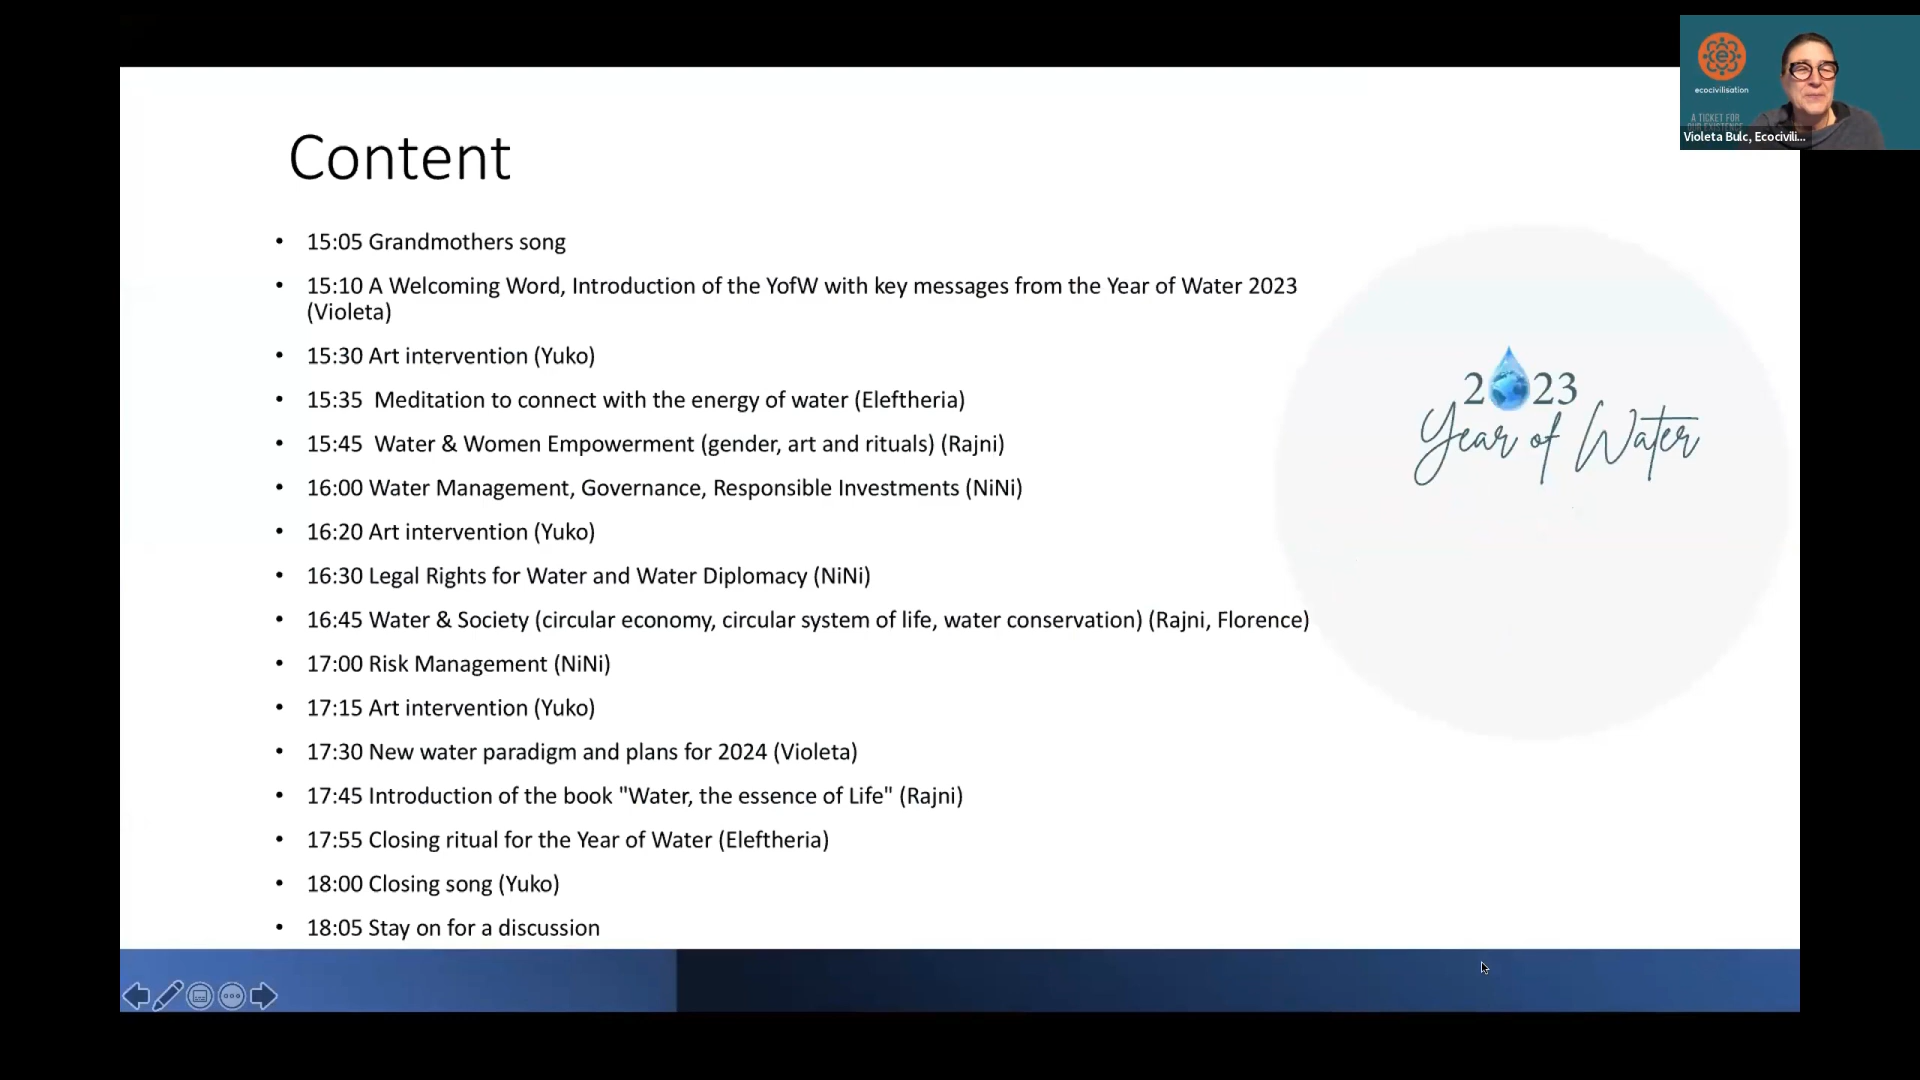 ecocivilisation
A TICKET FOR
Violeta Bulc, Ecocivili...
Content
• 15:05 Grandmothers song
• 15:10 A Welcoming Word, Introduction of the YofW with key messages from the Year of Water 2023
(Violeta)
• 15:30 Art intervention (Yuko)
• 15:35 Meditation to connect with the energy of water (Eleftheria)
• 15:45 Water & Women Empowerment (gender, art and rituals) (Rajni)
• 16:00 Water Management, Governance, Responsible Investments (NiNi)
• 16:20 Art intervention (Yuko)
• 16:30 Legal Rights for Water and Water Diplomacy (NiNi)
• 16:45 Water & Society (circular economy, circular system of life, water conservation) (Rajni, Florence)
• 17:00 Risk Management (NiNi)
• 17:15 Art intervention (Yuko)
• 17:30 New water paradigm and plans for 2024 (Violeta)
• 17:45 Introduction of the book "Water, the essence of Life" (Rajni)
• 17:55 Closing ritual for the Year of Water (Eleftheria)
• 18:00 Closing song (Yuko)
• 18:05 Stay on for a discussion
2023
Year of Water